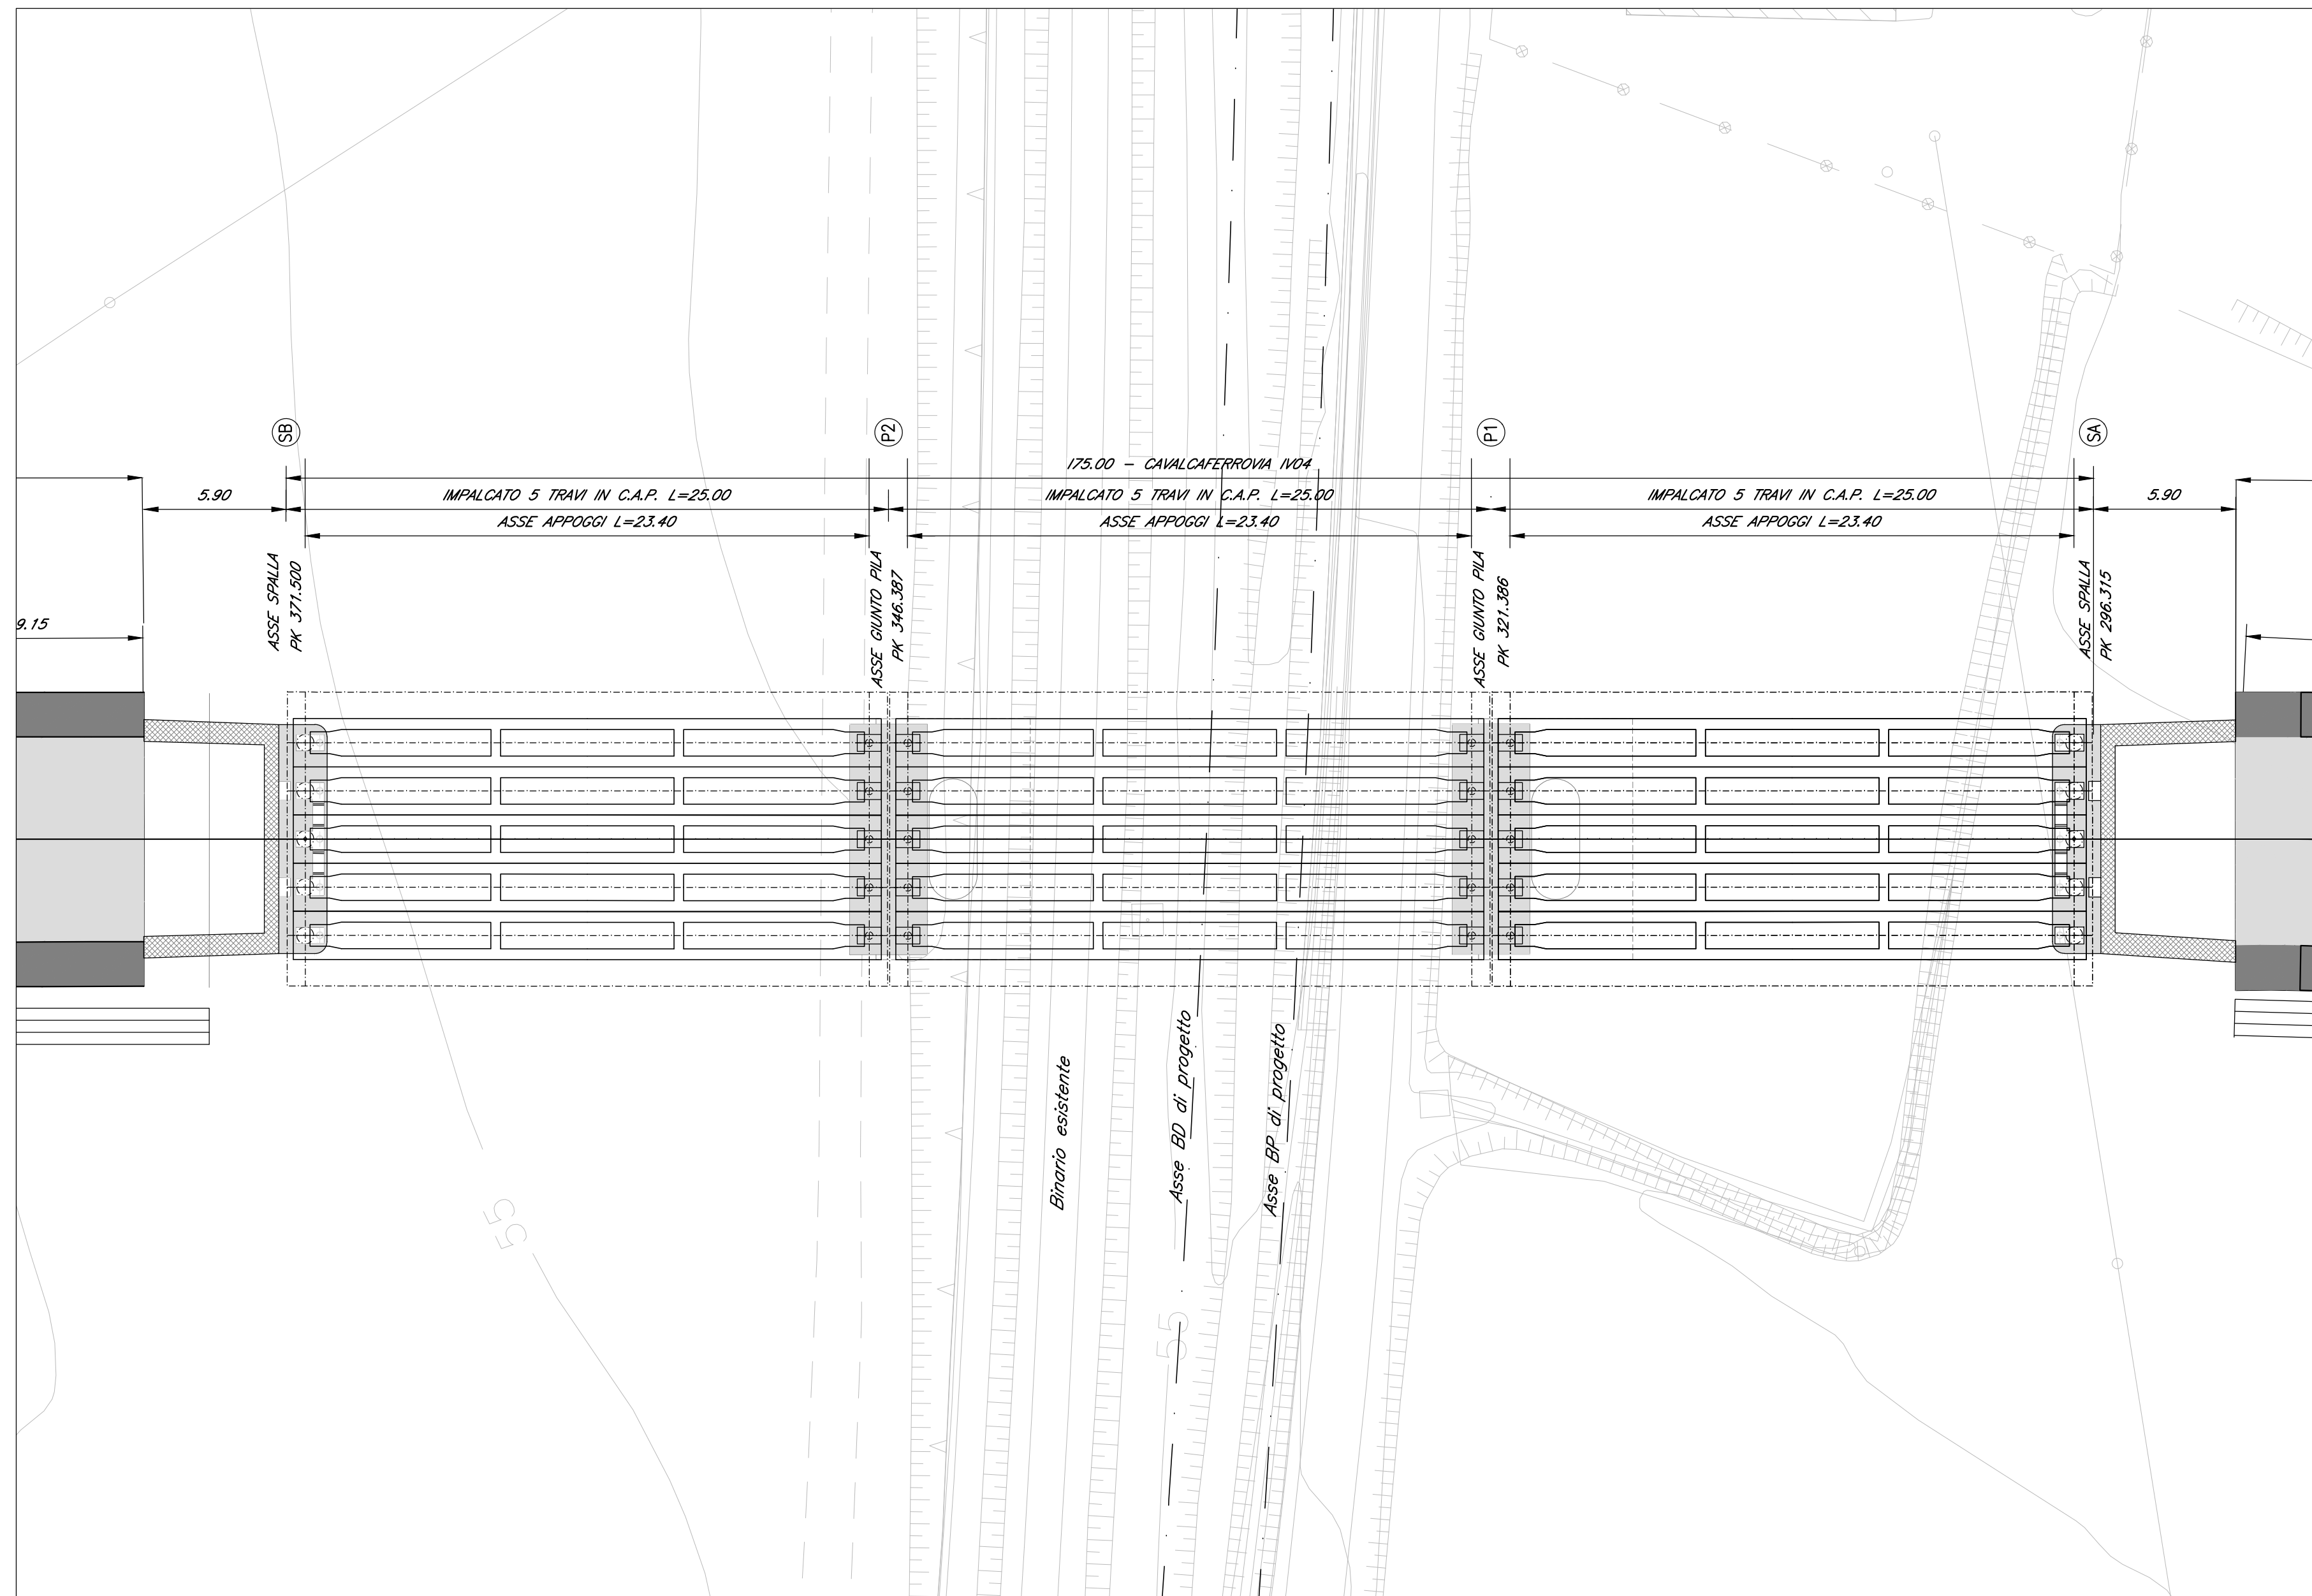 SB
P2
P1
SA
175.00 - CAVALCAFERROVIA IV04
5.90
IMPALCATO 5 TRAVI IN C.A.P. L=25.00
IMPALCATO 5 TRAVI IN C.A.P. L=25.00
IMPALCATO 5 TRAVI IN C.A.P. L=25.00
5.90
ASSE APPOGGI L=23.40
ASSE APPOGGI L=23.40
ASSE APPOGGI L=23.40
ASSE SPALLA
PK 371.500
ASSE GIUNTO PILA
PK 346.387
ASSE GIUNTO PILA
PK 321.386
ASSE SPALLA
PK 296.315
9.15
Binario esistente
Asse BD di progetto
Asse BP di progetto
55
55